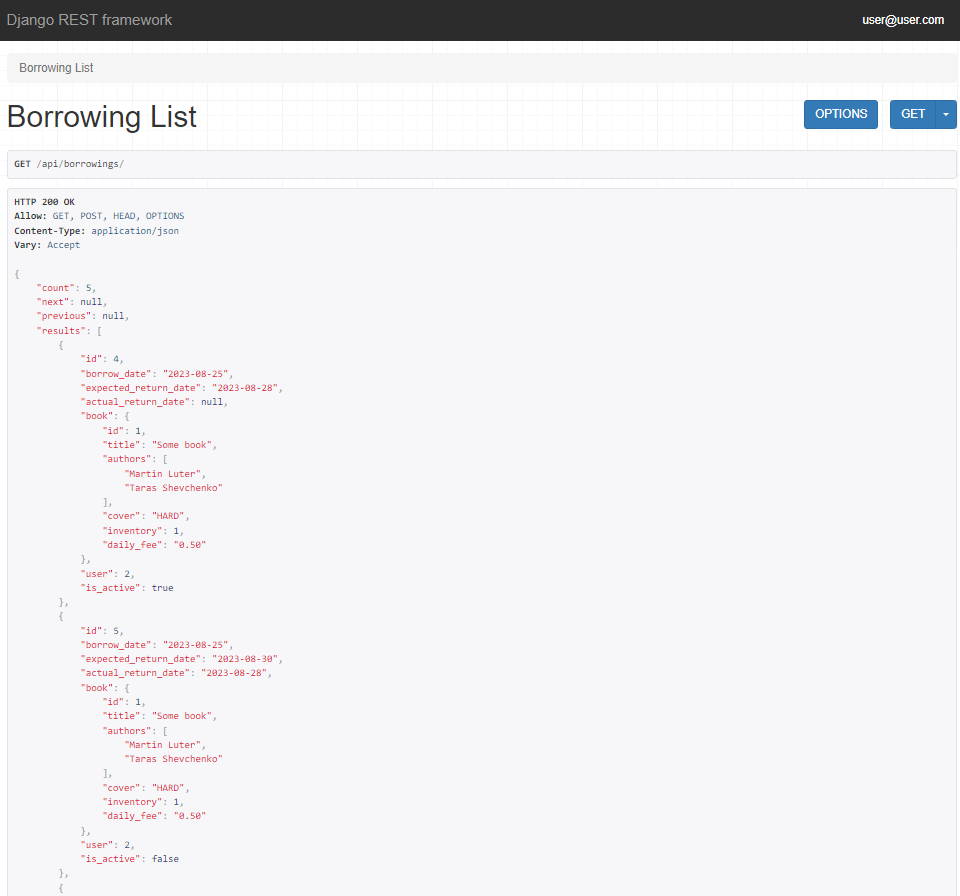 Django REST framework
user@user.com
Borrowing List
Borrowing List
OPTIONS
GET
GET /api/borrowings/
HTTP 200 OK
Allow: GET, POST, HEAD, OPTIONS
Content-Type: application/json
Vary: Accept
{
    "count": 5,
    "next": null,
    "previous": null,
    "results": [
        {
            "id": 4,
            "borrow_date": "2023-08-25",
            "expected_return_date": "2023-08-28",
            "actual_return_date": null,
            "book": {
                "id": 1,
                "title": "Some book",
                "authors": [
                    "Martin Luter",
                    "Taras Shevchenko"
                ],
                "cover": "HARD",
                "inventory": 1,
                "daily_fee": "0.50"
            },
            "user": 2,
            "is_active": true
        },
        {
            "id": 5,
            "borrow_date": "2023-08-25",
            "expected_return_date": "2023-08-30",
            "actual_return_date": "2023-08-28",
            "book": {
                "id": 1,
                "title": "Some book",
                "authors": [
                    "Martin Luter",
                    "Taras Shevchenko"
                ],
                "cover": "HARD",
                "inventory": 1,
                "daily_fee": "0.50"
            },
            "user": 2,
            "is_active": false
        },
        {